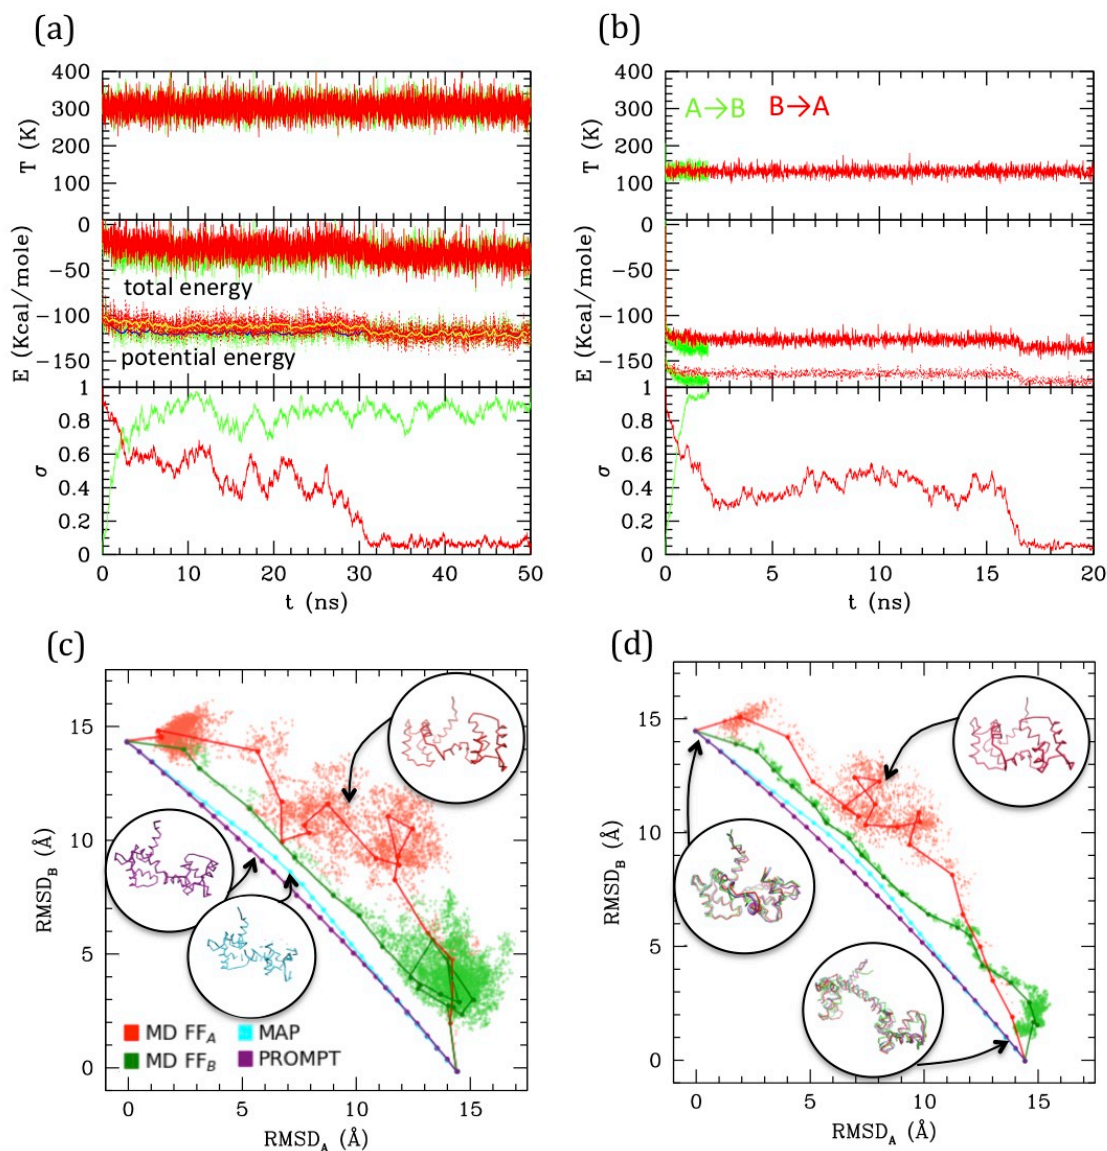 (a)
(b)
400
300
200
100
T (K)
0
−50
−100
−150
E (Kcal/mole)
total energy
potential energy
1
0.8
0.6
0.4
0.2
0
σ
0 10 20 30 40 50
t (ns)
400
300
200
100
T (K)
A→B B→A
0
−50
−100
−150
E (Kcal/mole)
1
0.8
0.6
0.4
0.2
0
σ
0 5 10 15 20
t (ns)
(c)
(d)
15
10
5
0
RMSD_B (Å)
MD FF_A MAP
MD FF_B PROMPT
0 5 10 15
RMSD_A (Å)
15
10
5
0
RMSD_B (Å)
0 5 10 15
RMSD_A (Å)